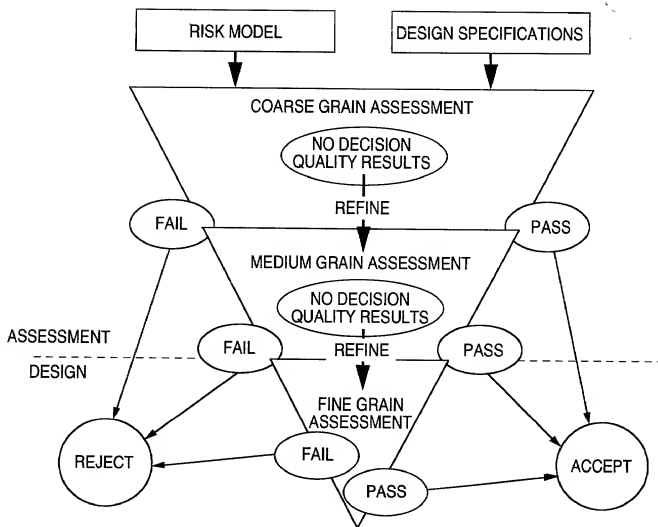 RISK MODEL
DESIGN SPECIFICATIONS
COARSE GRAIN ASSESSMENT
NO DECISION
QUALITY RESULTS
REFINE
FAIL
PASS
MEDIUM GRAIN ASSESSMENT
NO DECISION
QUALITY RESULTS
REFINE
FAIL
PASS
ASSESSMENT
DESIGN
FINE GRAIN
ASSESSMENT
FAIL
PASS
REJECT
ACCEPT